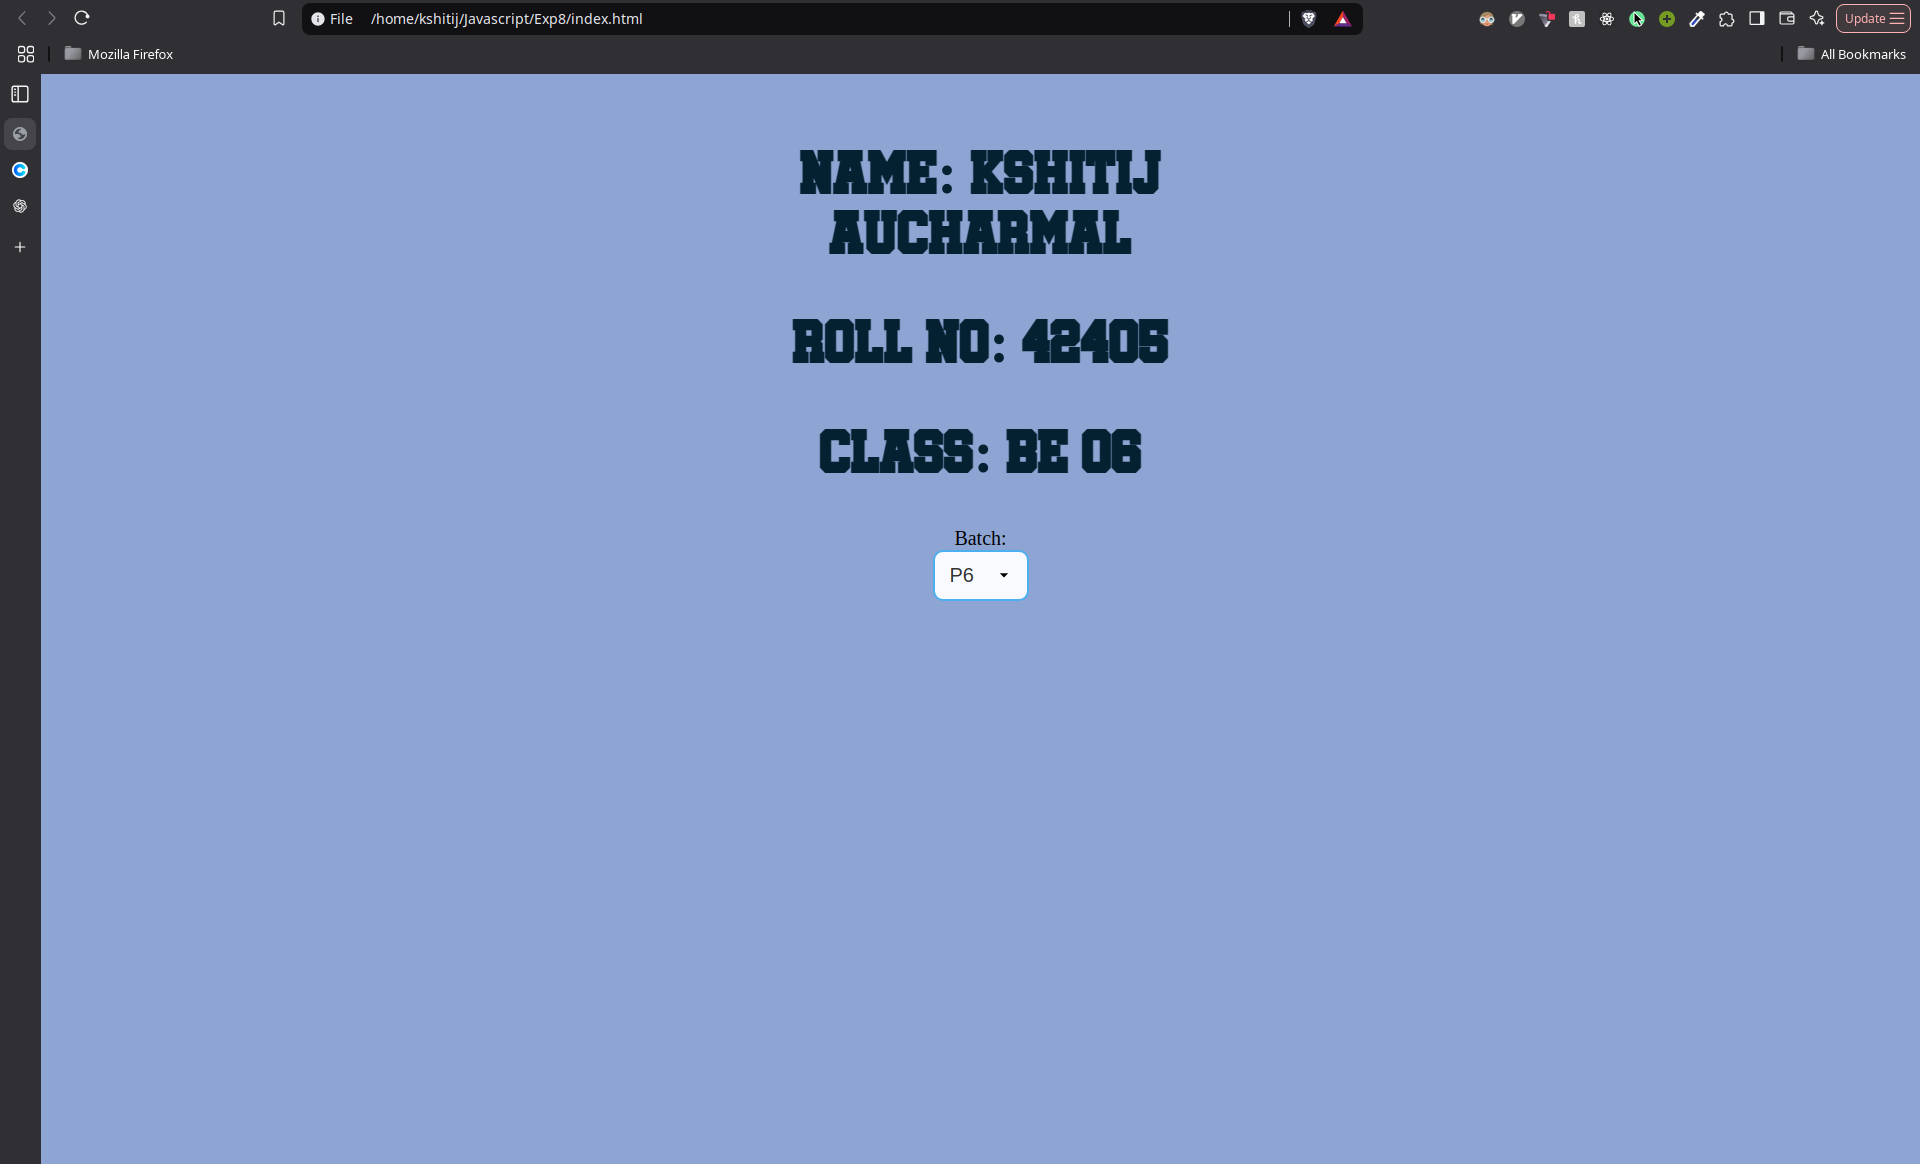 File /home/kshitij/Javascript/Exp8/index.html
Update
Mozilla Firefox
All Bookmarks
NAME: KSHITIJ
AUCHARMAL
ROLL NO: 42405
CLASS: BE 06
Batch:
P6